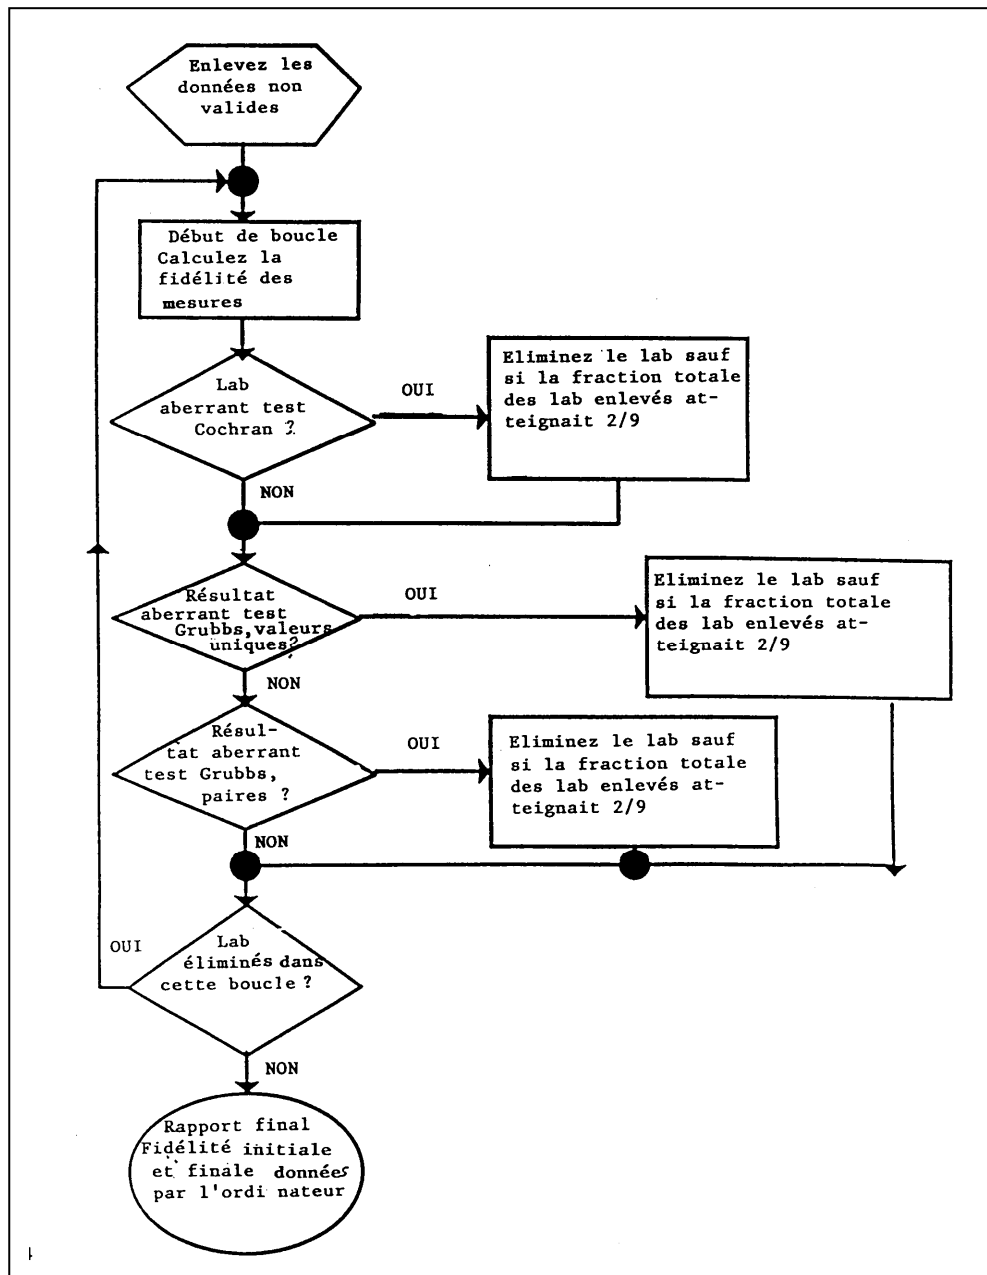 Enlevez les
données non
valides
Début de boucle
Calculez la
fidélité des
mesures
Lab
aberrant test
Cochran ?
OUI
Eliminez le lab sauf
si la fraction totale
des lab enlevés at-
teignait 2/9
NON
Résultat
aberrant test
Grubbs, valeurs
uniques?
OUI
Eliminez le lab sauf
si la fraction totale
des lab enlevés at-
teignait 2/9
NON
Résul-
tat aberrant
test Grubbs,
paires ?
OUI
Eliminez le lab sauf
si la fraction totale
des lab enlevés at-
teignait 2/9
NON
Lab
éliminés dans
cette boucle ?
OUI
NON
Rapport final
Fidélité initiale
et finale données
par l'ordi nateur